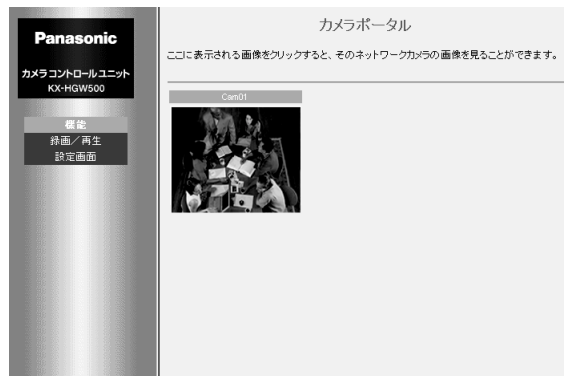 Panasonic
カメラコントロールユニット
KX-HGW500
機能
録画／再生
設定画面
カメラポータル
ここに表示される画像をクリックすると、そのネットワークカメラの画像を見ることができます。
Cam01